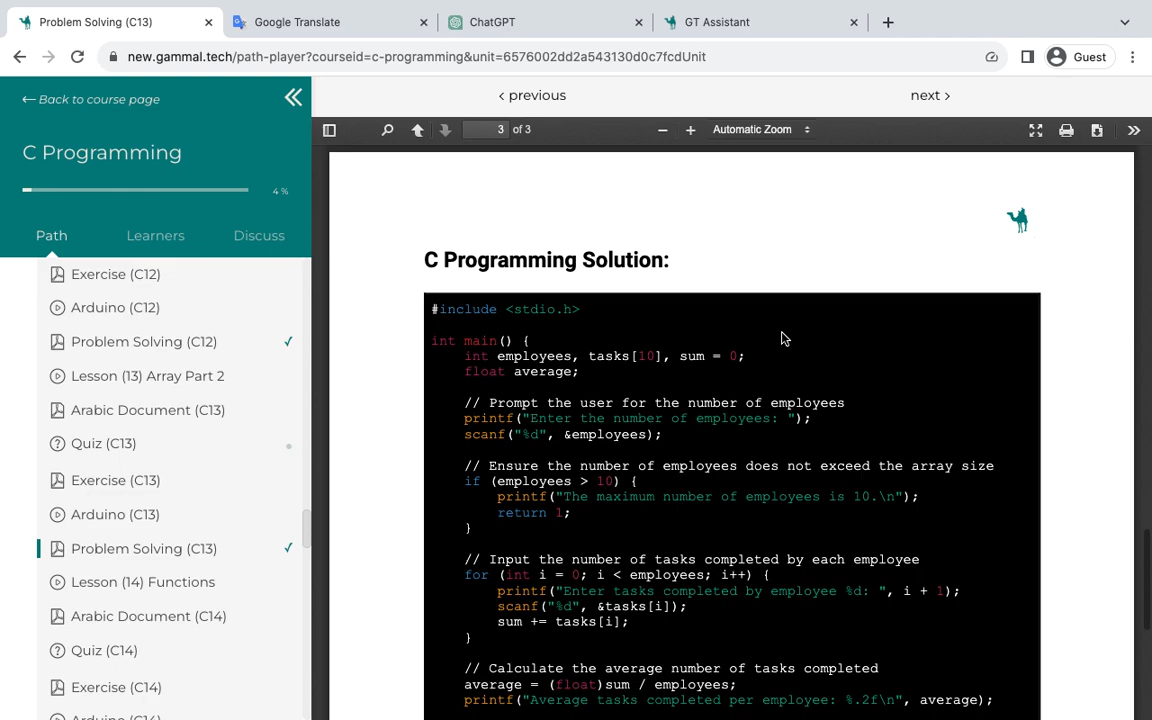 Problem Solving (C13)
Google Translate
ChatGPT
GT Assistant
new.gammal.tech/path-player?courseid=c-programming&unit=6576002dd2a543130d0c7fcdUnit
Guest
Back to course page
C Programming
4 %
Path
Learners
Discuss
Exercise (C12)
Arduino (C12)
Problem Solving (C12)
Lesson (13) Array Part 2
Arabic Document (C13)
Quiz (C13)
Exercise (C13)
Arduino (C13)
Problem Solving (C13)
Lesson (14) Functions
Arabic Document (C14)
Quiz (C14)
Exercise (C14)
Arduino (C14)
‹ previous
next ›
3 of 3
Automatic Zoom
C Programming Solution:
#include <stdio.h>
int main() {
int employees, tasks[10], sum = 0;
float average;
// Prompt the user for the number of employees
printf("Enter the number of employees: ");
scanf("%d", &employees);
// Ensure the number of employees does not exceed the array size
if (employees > 10) {
printf("The maximum number of employees is 10.\n");
return 1;
}
// Input the number of tasks completed by each employee
for (int i = 0; i < employees; i++) {
printf("Enter tasks completed by employee %d: ", i + 1);
scanf("%d", &tasks[i]);
sum += tasks[i];
}
// Calculate the average number of tasks completed
average = (float)sum / employees;
printf("Average tasks completed per employee: %.2f\n", average);